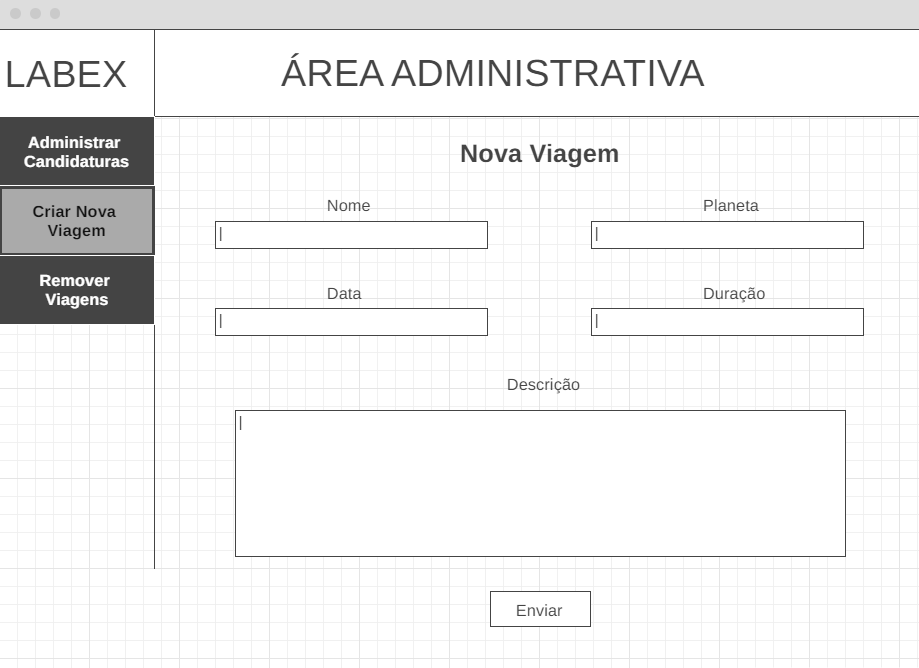 LABEX
ÁREA ADMINISTRATIVA
Administrar
Candidaturas
Criar Nova
Viagem
Remover
Viagens
Nova Viagem
Nome
Planeta
Data
Duração
Descrição
Enviar